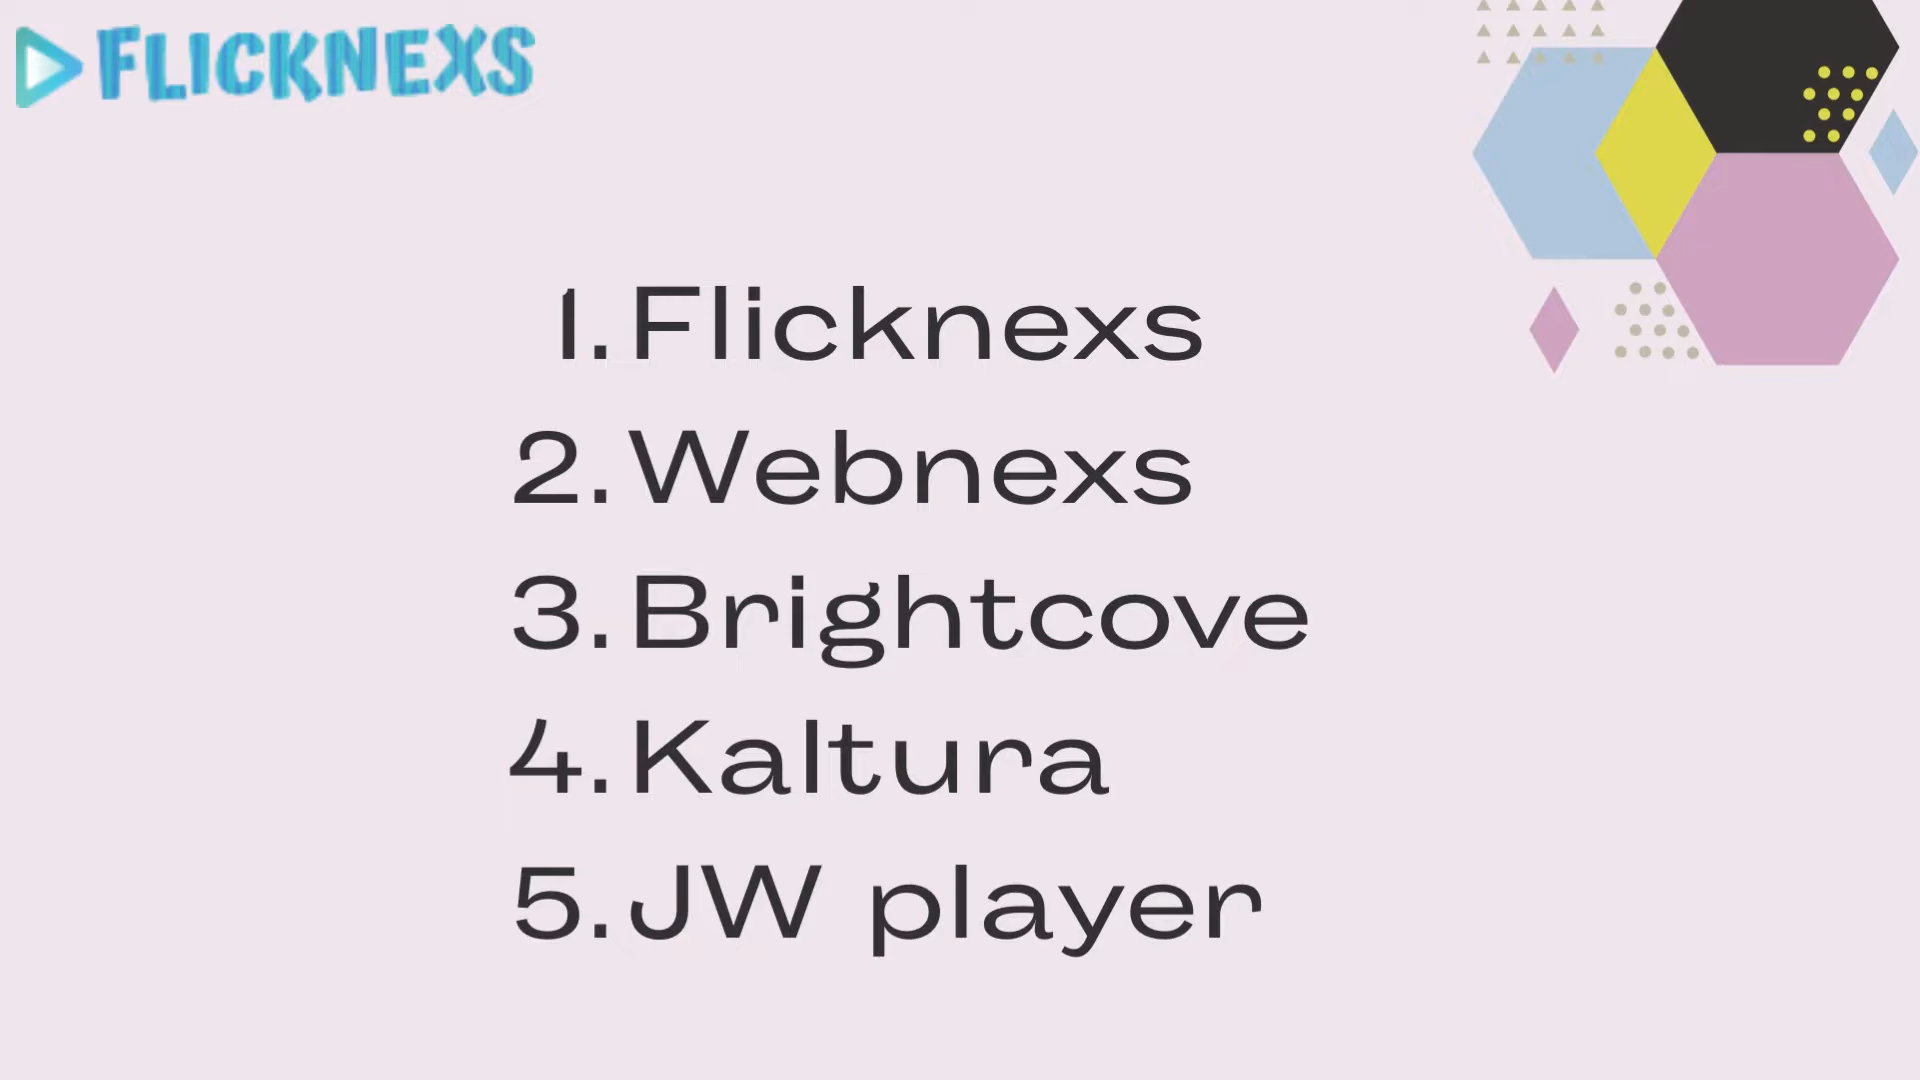 FLICKNEXS
1. Flicknexs
2. Webnexs
3. Brightcove
4. Kaltura
5. JW player